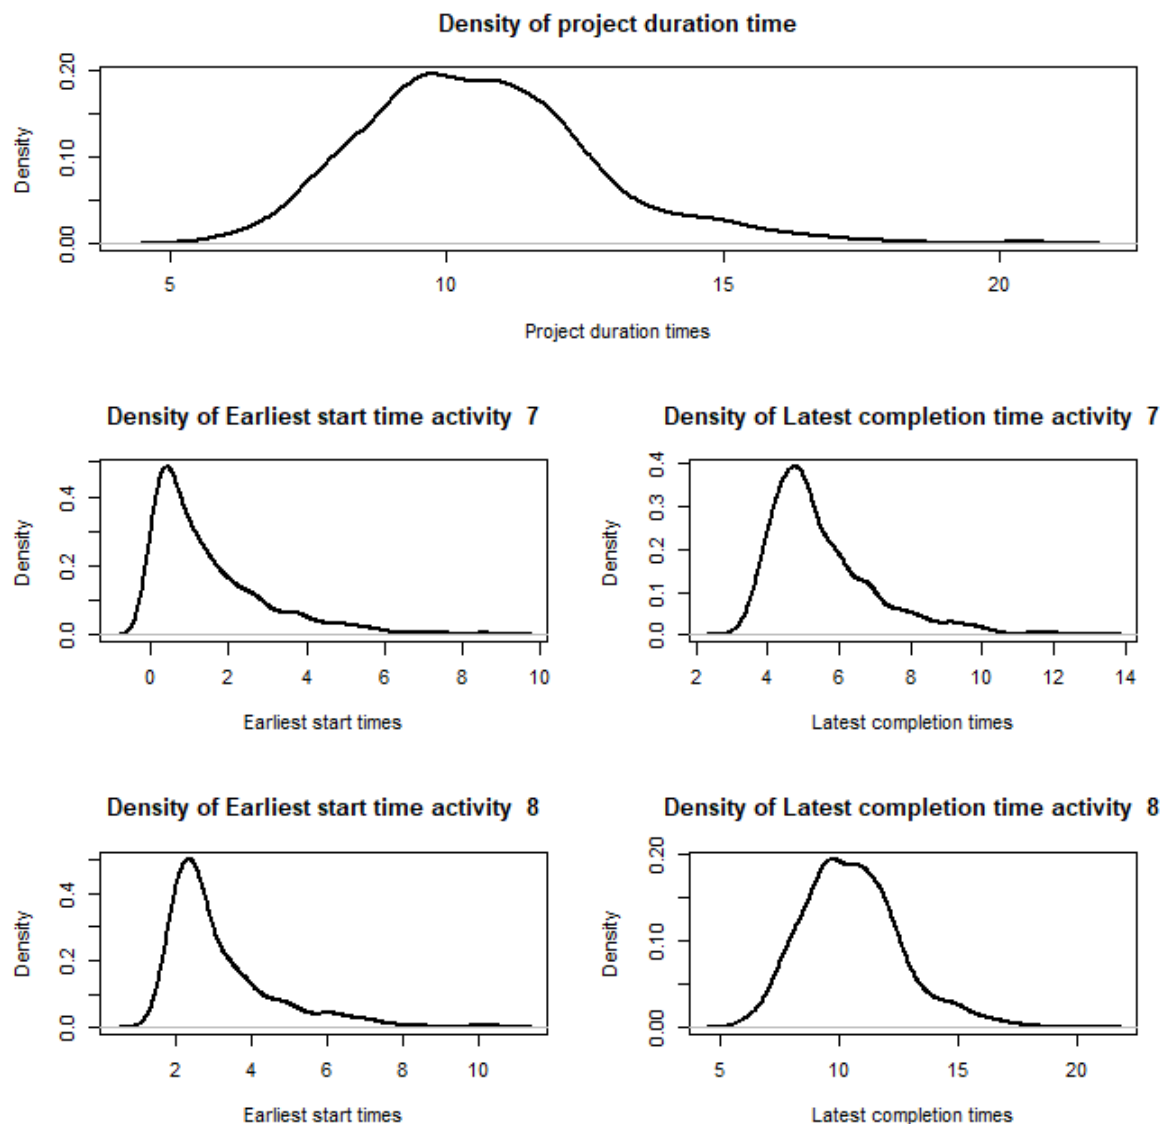 Density of project duration time
Density
0.00
0.10
0.20
5
10
15
20
Project duration times
Density of Earliest start time activity 7
Density
0.0
0.2
0.4
0
2
4
6
8
10
Earliest start times
Density of Latest completion time activity 7
Density
0.0
0.1
0.2
0.3
0.4
2
4
6
8
10
12
14
Latest completion times
Density of Earliest start time activity 8
Density
0.0
0.2
0.4
2
4
6
8
10
Earliest start times
Density of Latest completion time activity 8
Density
0.00
0.10
0.20
5
10
15
20
Latest completion times